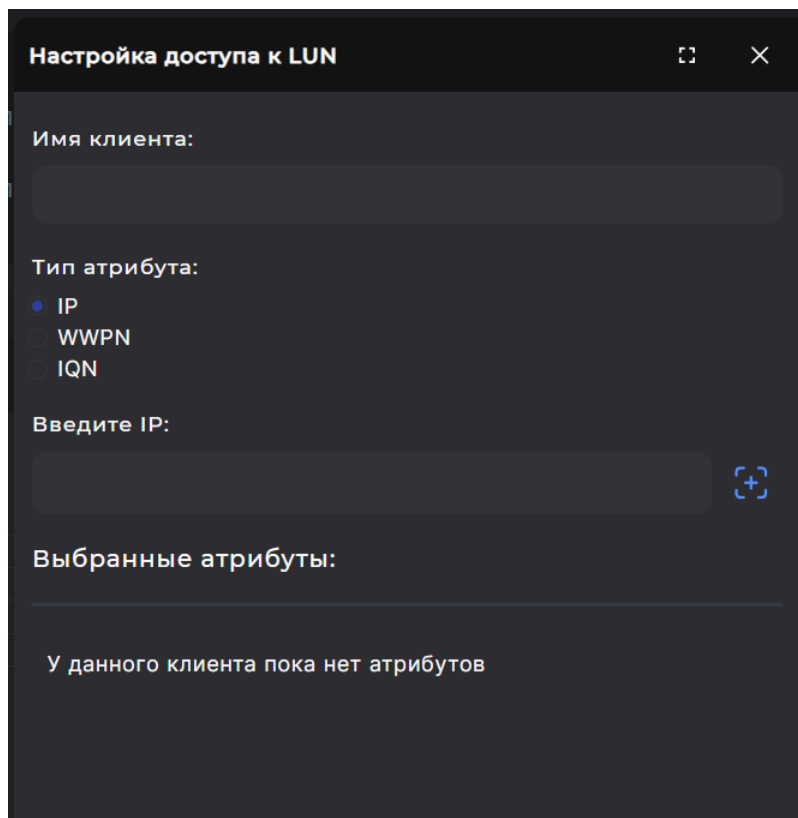 Настройка доступа к LUN
Имя клиента:
Тип атрибута:
IP
WWPN
IQN
Введите IP:
Выбранные атрибуты:
У данного клиента пока нет атрибутов